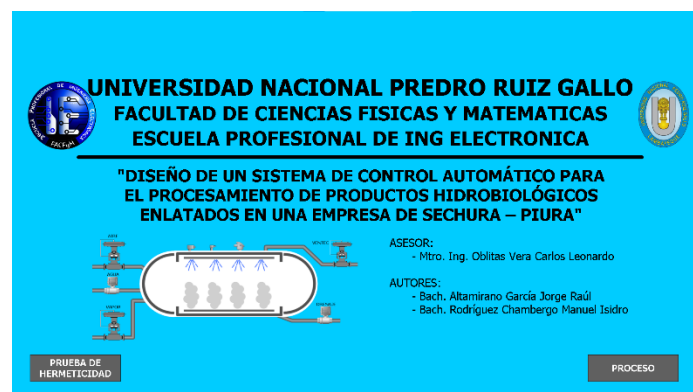 UNIVERSIDAD NACIONAL PREDRO RUIZ GALLO
FACULTAD DE CIENCIAS FISICAS Y MATEMATICAS
ESCUELA PROFESIONAL DE ING ELECTRONICA
"DISEÑO DE UN SISTEMA DE CONTROL AUTOMÁTICO PARA
EL PROCESAMIENTO DE PRODUCTOS HIDROBIOLÓGICOS
ENLATADOS EN UNA EMPRESA DE SECHURA – PIURA"
ASESOR:
- Mtro. Ing. Oblitas Vera Carlos Leonardo
AUTORES:
- Bach. Altamirano García Jorge Raúl
- Bach. Rodríguez Chambergo Manuel Isidro
PRUEBA DE
HERMETICIDAD
PROCESO